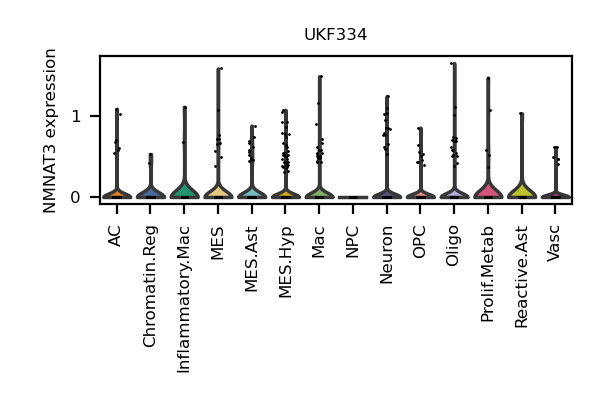 UKF334
NMNAT3 expression
1
0
AC
Chromatin.Reg
Inflammatory.Mac
MES
MES.Ast
MES.Hyp
Mac
NPC
Neuron
OPC
Oligo
Prolif.Metab
Reactive.Ast
Vasc